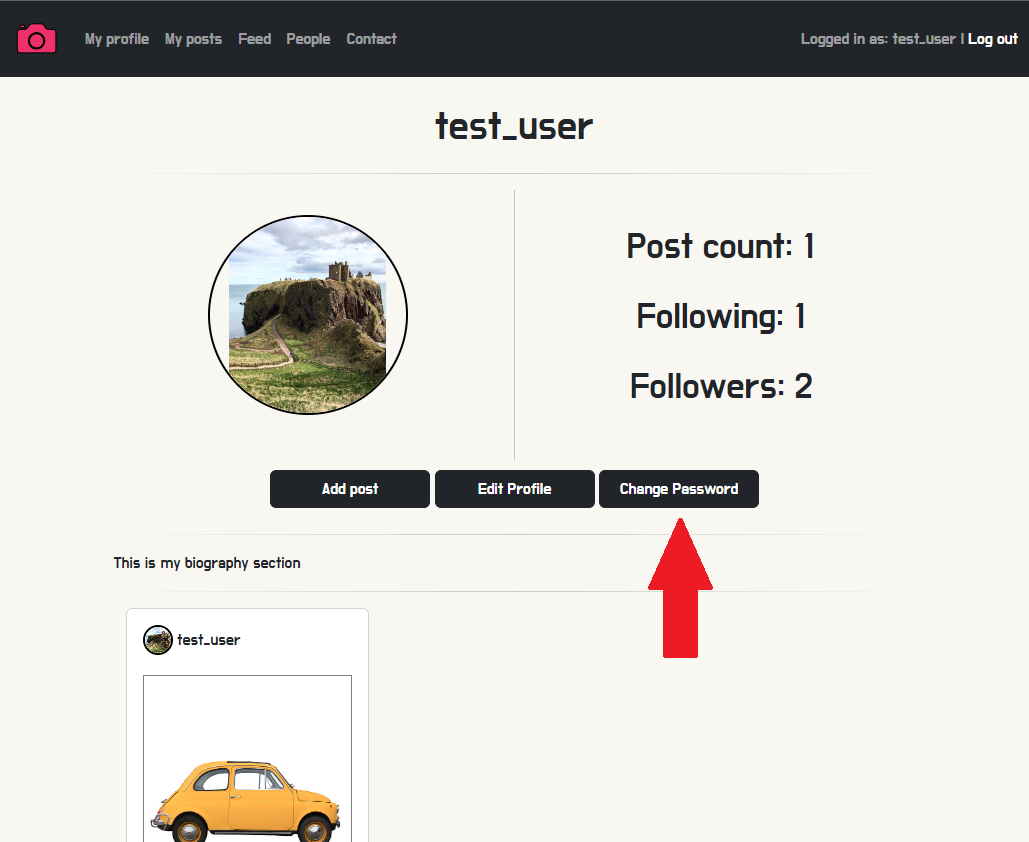 My profile My posts Feed People Contact Logged in as: test_user | Log out
test_user
Post count: 1
Following: 1
Followers: 2
Add post Edit Profile Change Password
This is my biography section
test_user